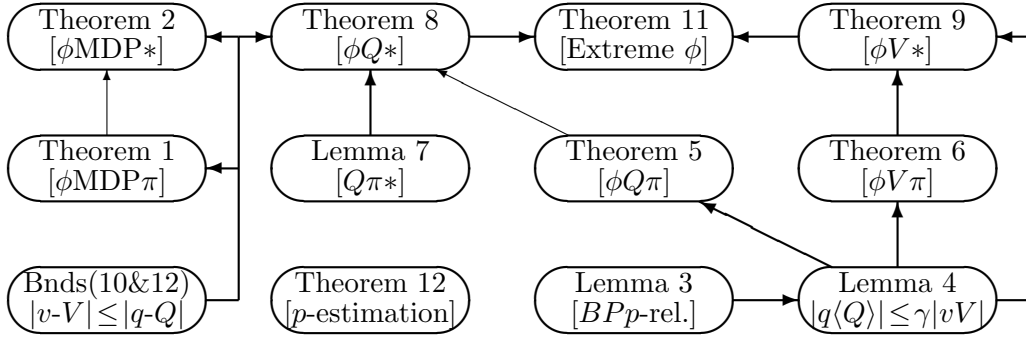 Theorem 2
[ϕMDP∗]
Theorem 8
[ϕQ∗]
Theorem 11
[Extreme ϕ]
Theorem 9
[ϕV∗]
Theorem 1
[ϕMDPπ]
Lemma 7
[Qπ∗]
Theorem 5
[ϕQπ]
Theorem 6
[ϕVπ]
Bnds(10&12)
|v-V|≤|q-Q|
Theorem 12
[p-estimation]
Lemma 3
[BPp-rel.]
Lemma 4
|q⟨Q⟩|≤γ|vV|